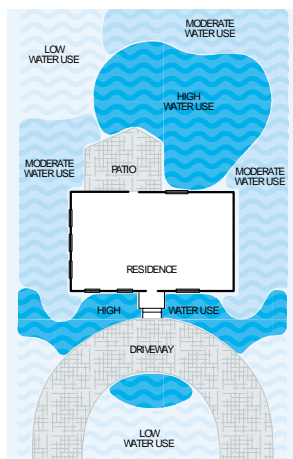 MODERATE
WATER USE
LOW
WATER USE
HIGH
WATER USE
MODERATE
WATER USE
PATIO
MODERATE
WATER USE
RESIDENCE
HIGH WATER USE
DRIVEWAY
LOW
WATER USE